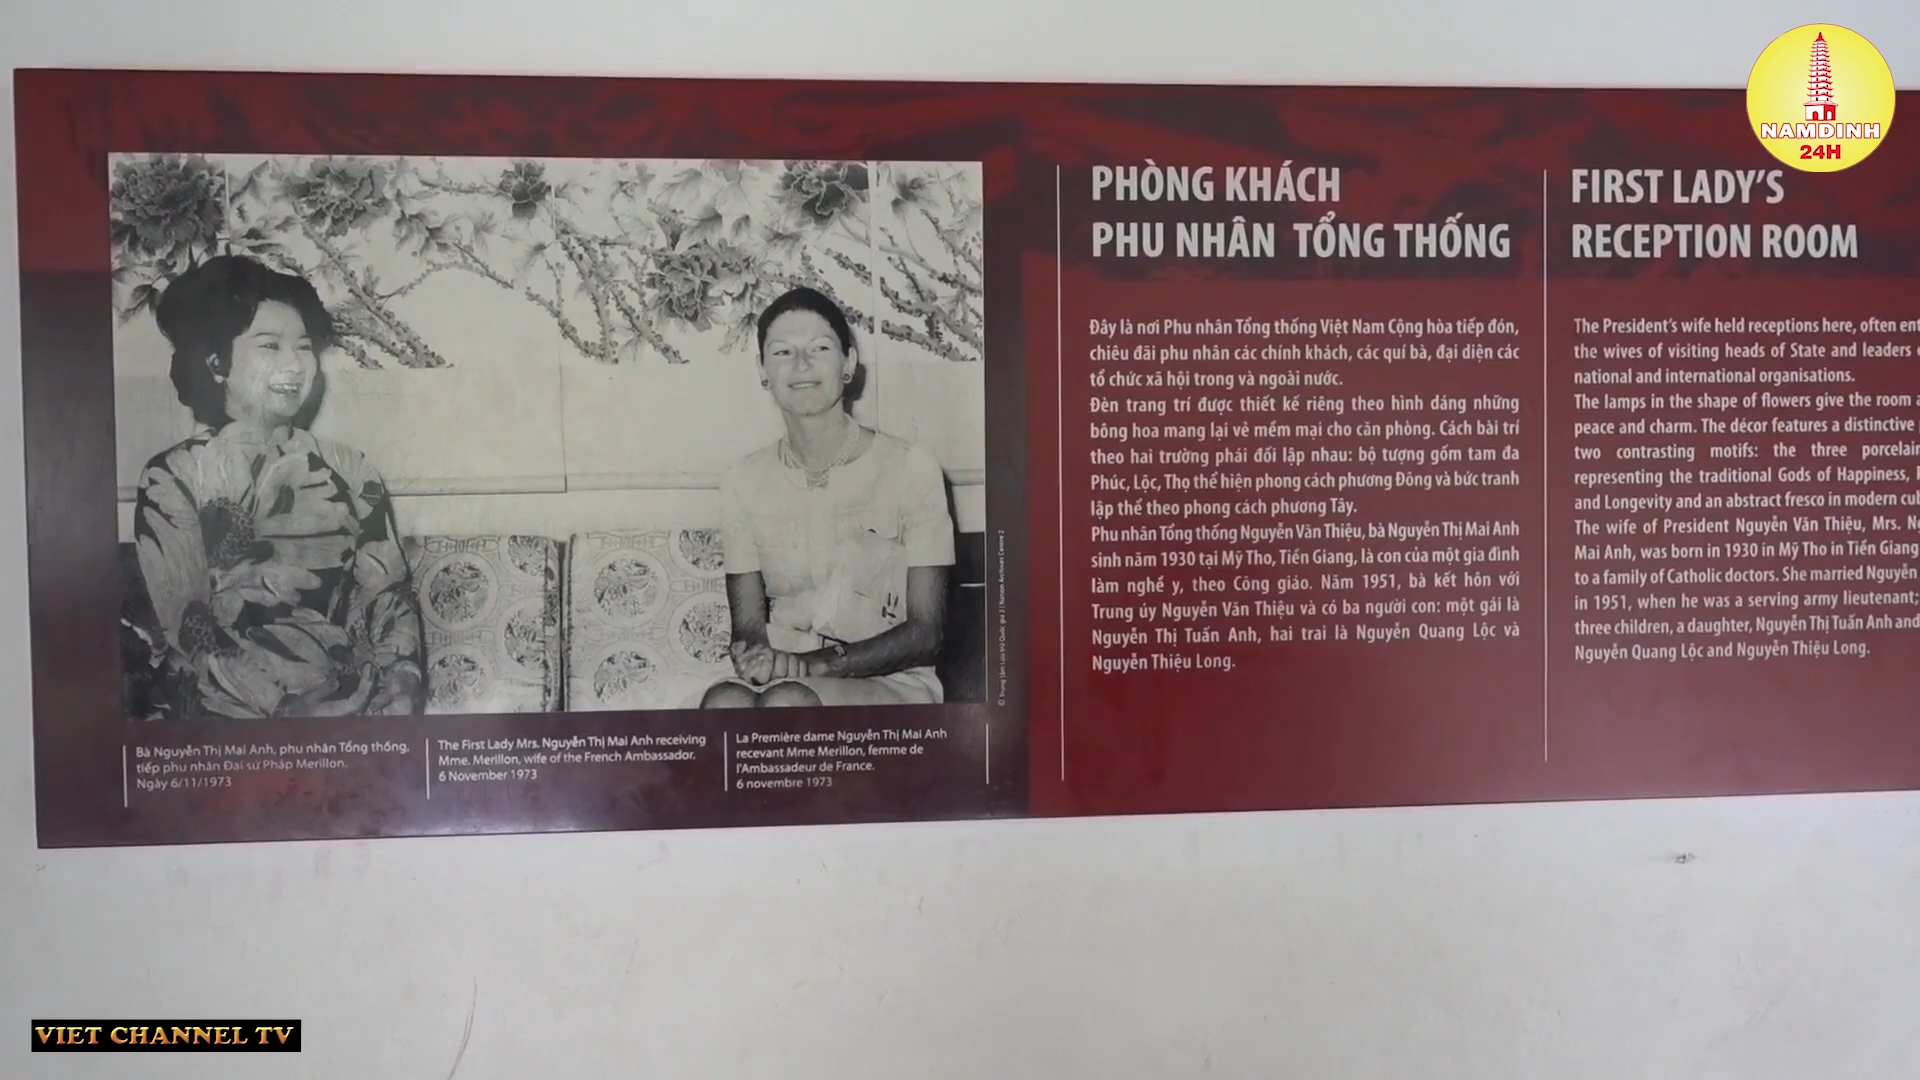 NAMDINH
24H
PHÒNG KHÁCH
PHU NHÂN TỔNG THỐNG
Đây là nơi Phu nhân Tổng thống Việt Nam Cộng hòa tiếp đón,
chiêu đãi phu nhân các chính khách, các quí bà, đại diện các
tổ chức xã hội trong và ngoài nước.
Đèn trang trí được thiết kế riêng theo hình dáng những
bông hoa mang lại vẻ mềm mại cho căn phòng. Cách bài trí
theo hai trường phái đối lập nhau: bộ tượng gốm tam đa
Phúc, Lộc, Thọ thể hiện phong cách phương Đông và bức tranh
lập thể theo phong cách phương Tây.
Phu nhân Tổng thống Nguyễn Văn Thiệu, bà Nguyễn Thị Mai Anh
sinh năm 1930 tại Mỹ Tho, Tiền Giang, là con của một gia đình
làm nghề y, theo Công giáo. Năm 1951, bà kết hôn với
Trung úy Nguyễn Văn Thiệu và có ba người con: một gái là
Nguyễn Thị Tuấn Anh, hai trai là Nguyễn Quang Lộc và
Nguyễn Thiệu Long.
FIRST LADY'S
RECEPTION ROOM
The President's wife held receptions here, often
the wives of visiting heads of State and leaders
national and international organisations.
The lamps in the shape of flowers give the room
peace and charm. The décor features a distinctive
two contrasting motifs: the three
representing the traditional Gods of Happiness,
and Longevity and an abstract fresco in modern
The wife of President Nguyễn Văn Thiệu, Mrs.
Mai Anh, was born in 1930 in Mỹ Tho in Tiền Giang
to a family of Catholic doctors. She married Nguyễn
in 1951, when he was a serving army lieutenant;
three children, a daughter, Nguyễn Thị Tuấn Anh and
Nguyễn Quang Lộc and Nguyễn Thiệu Long.
Bà Nguyễn Thị Mai Anh, phu nhân Tổng thống,
tiếp phu nhân Đại sứ Pháp Merillon.
Ngày 6/11/1973
The First Lady Mrs. Nguyễn Thị Mai Anh receiving
Mme. Merillon, wife of the French Ambassador.
6 November 1973
La Première dame Nguyễn Thị Mai Anh
recevant Mme Merillon, femme de
l'Ambassadeur de France.
6 novembre 1973
VIET CHANNEL TV